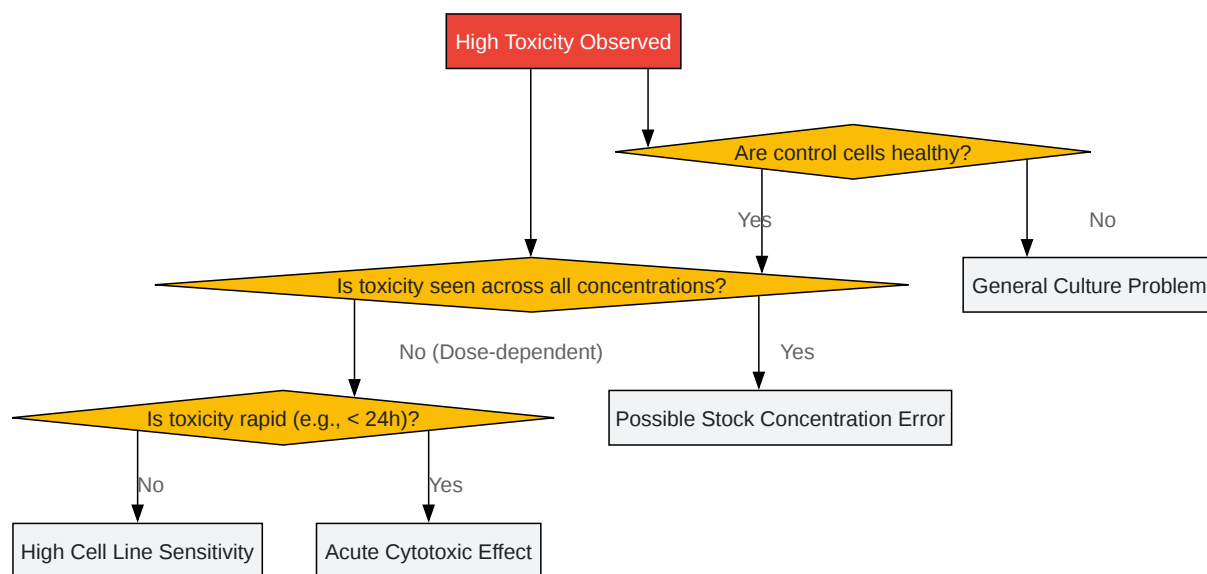 High Toxicity Observed
Are control cells healthy?
Yes
No
Is toxicity seen across all concentrations?
General Culture Problem
No (Dose-dependent)
Yes
Is toxicity rapid (e.g., < 24h)?
Possible Stock Concentration Error
No
Yes
High Cell Line Sensitivity
Acute Cytotoxic Effect